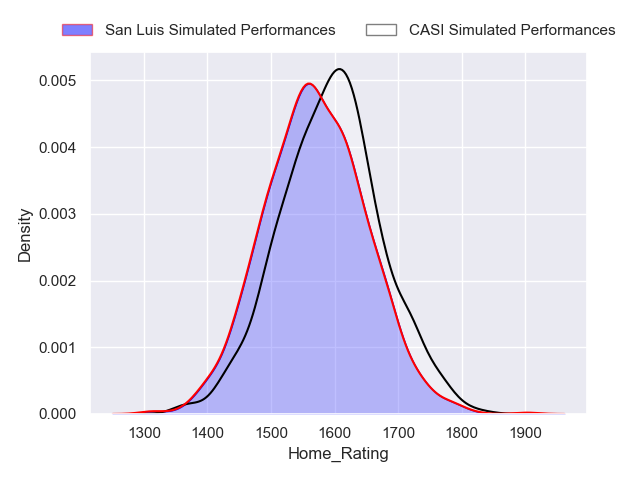 San Luis Simulated Performances CASI Simulated Performances
0.005
0.004
0.003
0.002
0.001
0.000
Density
1300 1400 1500 1600 1700 1800 1900
Home_Rating